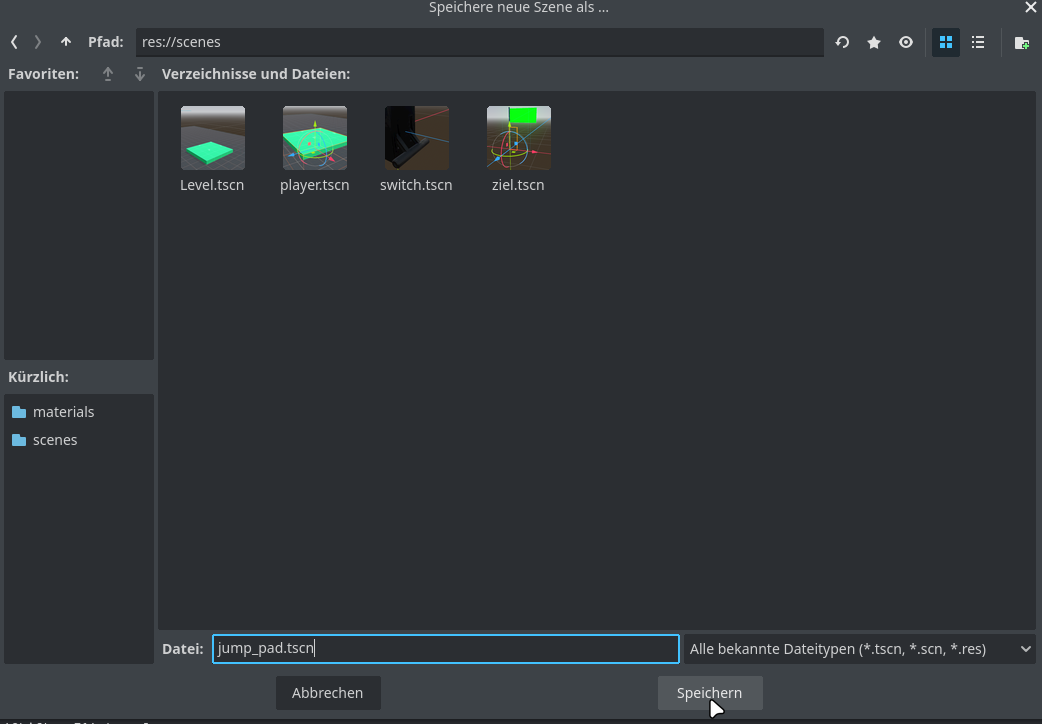 Speichere neue Szene als ...
Pfad: res://scenes
Favoriten: Verzeichnisse und Dateien:
Level.tscn player.tscn switch.tscn ziel.tscn
Kürzlich:
materials
scenes
Datei: jump_pad.tscn Alle bekannte Dateitypen (*.tscn, *.scn, *.res)
Abbrechen Speichern